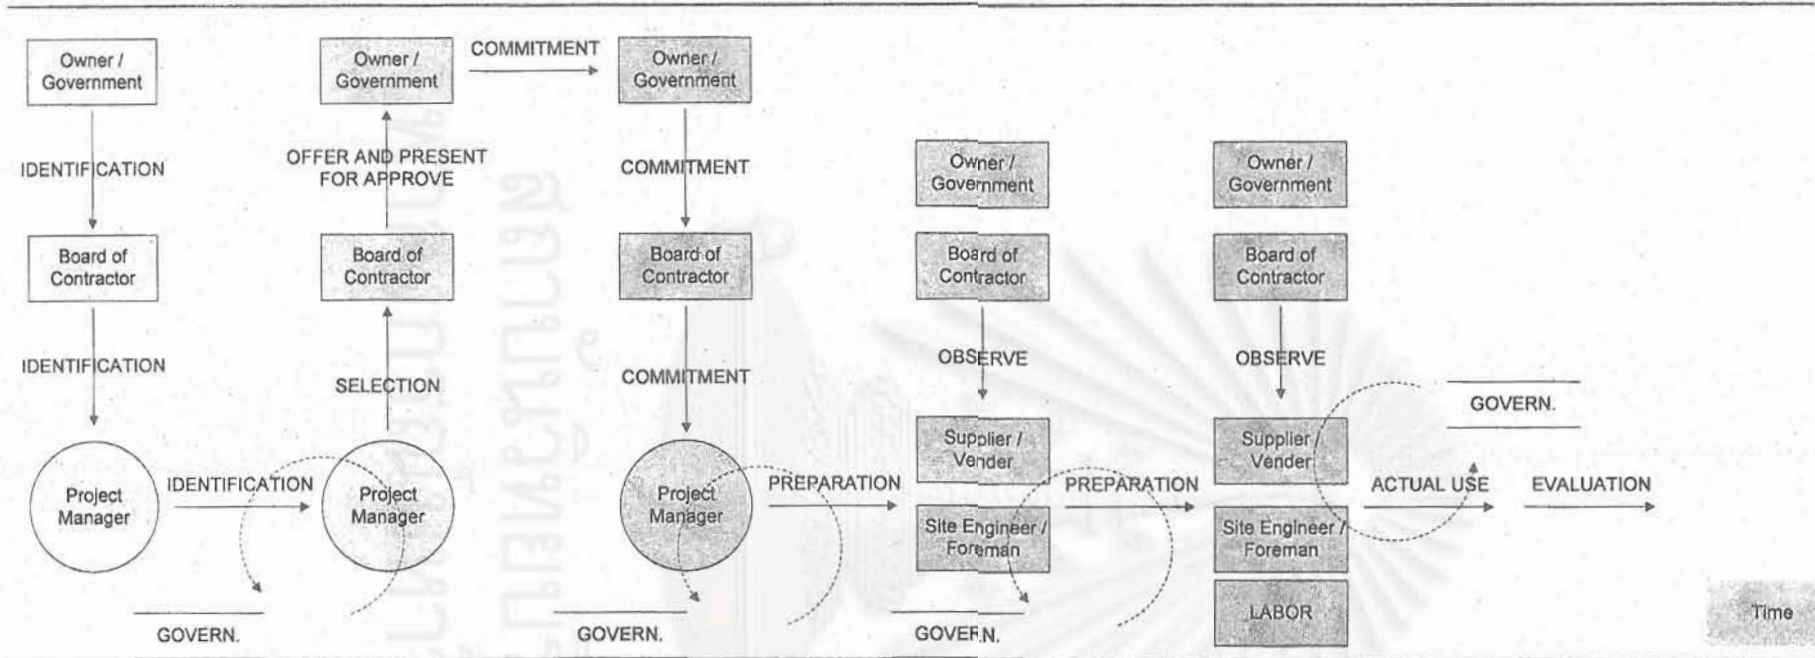 Owner /
Government
IDENTIFICATION
Board of
Contractor
IDENTIFICATION
Project
Manager
IDENTIFICATION
GOVERN.
Owner /
Government
OFFER AND PRESENT
FOR APPROVE
Board of
Contractor
SELECTION
Project
Manager
COMMITMENT
Owner /
Government
COMMITMENT
Board of
Contractor
COMMITMENT
Project
Manager
GOVERN.
PREPARATION
Owner /
Government
Board of
Contractor
OBSERVE
Supplier /
Vender
Site Engineer /
Foreman
GOVERN.
PREPARATION
Owner /
Government
Board of
Contractor
OBSERVE
Supplier /
Vender
Site Engineer /
Foreman
LABOR
GOVERN.
ACTUAL USE
EVALUATION
Time